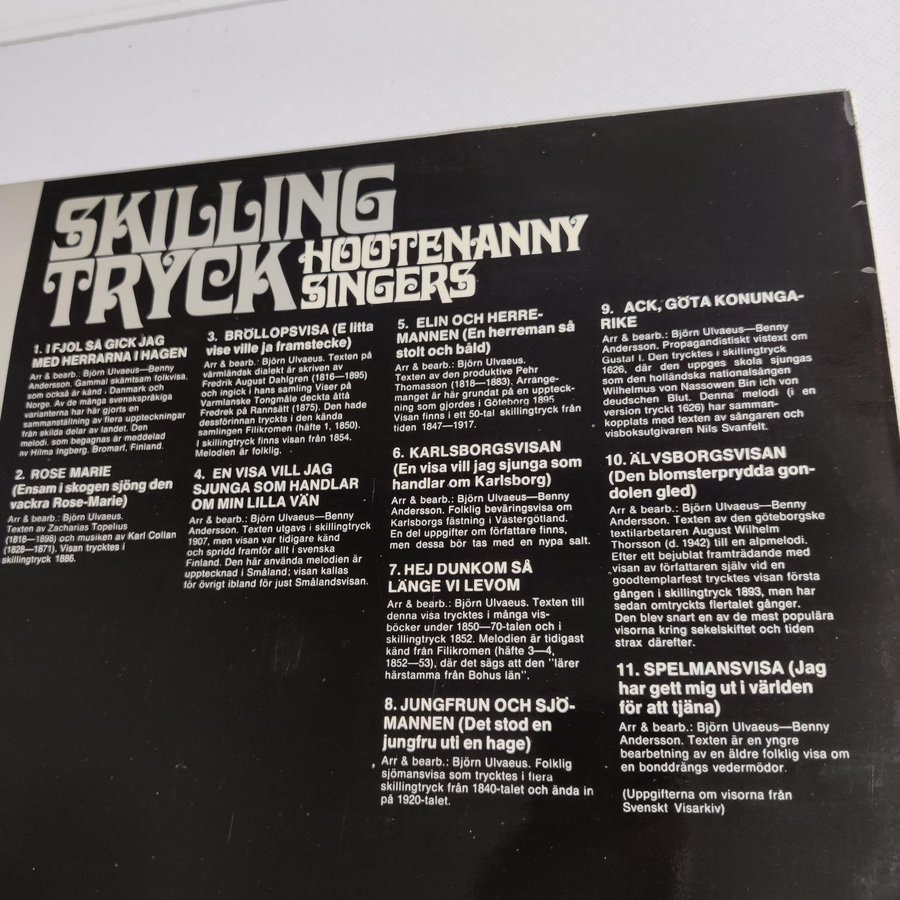 SKILLING
TRYCK HOOTENANNY
SINGERS
1. I FJOL SÅ GICK JAG
MED HERRARNA I HAGEN
Arr & bearb.: Björn Ulvaeus—Benny
Andersson. Gammal skämtsam folkvisa,
som också är känd i Danmark och
Norge. Av de många svenskspråkiga
varianterna har här gjorts en
sammanställning av flera uppteckningar
från skilda delar av landet. Den
melodi, som begagnas är meddelad
av Hilma Ingberg, Bromarf, Finland.
2. ROSE MARIE
(Ensam i skogen sjöng den
vackra Rose-Marie)
Arr & bearb.: Björn Ulvaeus.
Texten av Zacharias Topelius
(1818—1898) och musiken av Karl Collan
(1828—1871). Visan trycktes i
skillingtryck 1886.
3. BRÖLLOPSVISA (E litta
vise ville ja framstecke)
Arr & bearb.: Björn Ulvaeus. Texten på
värmländsk dialekt är skriven av
Fredrik August Dahlgren (1816—1895)
och ingick i hans samling Viser på
Varmlanske Tongmåle deckta åttå
Fredrek på Rannsätt (1875). Den hade
dessförinnan tryckts i den anonyma
samlingen Filikromen (häfte 1, 1850).
I skillingtryck finns visan från 1854.
Melodien är folklig.
4. EN VISA VILL JAG
SJUNGA SOM HANDLAR
OM MIN LILLA VÄN
Arr & bearb.: Björn Ulvaeus—Benny
Andersson. Texten utgavs i skillingtryck
1907, men visan var tidigare känd
och spridd framför allt i svenska
Finland. Den här använda melodien är
upptecknad i Småland; visan kallas
för övrigt ibland för just Smålandsvisan.
5. ELIN OCH HERRE-
MANNEN (En herreman så
stolt och båld)
Arr & bearb.: Björn Ulvaeus.
Texten av den produktive Pehr
Thomasson (1818—1883). Arrange-
manget är här grundat på en uppteck-
ning som gjordes i Göteborg 1895
Visan finns i ett 50-tal skillingtryck från
tiden 1847—1917.
6. KARLSBORGSVISAN
(En visa vill jag sjunga som
handlar om Karlsborg)
Arr & bearb.: Björn Ulvaeus—Benny
Andersson. Folklig beväringsvisa om
Karlsborgs fästning i Västergötland.
En del uppgifter om författare finns,
men dessa bör tas med en nypa salt.
7. HEJ DUNKOM SÅ
LÄNGE VI LEVOM
Arr & bearb.: Björn Ulvaeus. Texten till
denna visa trycktes i många vis-
böcker under 1850—70-talen och i
skillingtryck 1852. Melodien är tidigast
känd från Filikromen (häfte 3—4,
1852—53), där det sägs att den "lärer
härstamma från Bohus län".
8. JUNGFRUN OCH SJÖ-
MANNEN (Det stod en
jungfru uti en hage)
Arr & bearb.: Björn Ulvaeus. Folklig
sjömansvisa som trycktes i flera
skillingtryck från 1840-talet och ända in
på 1920-talet.
9. ACK, GÖTA KONUNGA-
RIKE
Arr & bearb.: Björn Ulvaeus—Benny
Andersson. Propagandistiskt vistext om
Gustaf I. Den trycktes i skillingtryck
1626, där den uppges skola sjungas
som den holländska nationalsången
Wilhelmus von Nassowen Bin ich von
deutschen Blut. Denna melodi (i en
version tryckt 1626) har samman-
kopplats med texten av sångaren och
visboksutgivaren Nils Svanfelt.
10. ÄLVSBORGSVISAN
(Den blomsterprydda gon-
dolen gled)
Arr & bearb.: Björn Ulvaeus—Benny
Andersson. Texten av den göteborgske
textilarbetaren August Wilhelm
Thorsson (d. 1942) till en alpmelodi.
Efter ett bejublat framträdande med
visan av författaren själv vid en
goodtemplarfest trycktes visan första
gången i skillingtryck 1893, men har
sedan omtryckts flertalet gånger.
Den blev snart en av de mest populära
visorna kring sekelskiftet och tiden
strax därefter.
11. SPELMANSVISA (Jag
har gett mig ut i världen
för att tjäna)
Arr & bearb.: Björn Ulvaeus—Benny
Andersson. Texten är en yngre
bearbetning av en äldre folklig visa om
en bonddrängs vedermödor.
(Uppgifterna om visorna från
Svenskt Visarkiv)